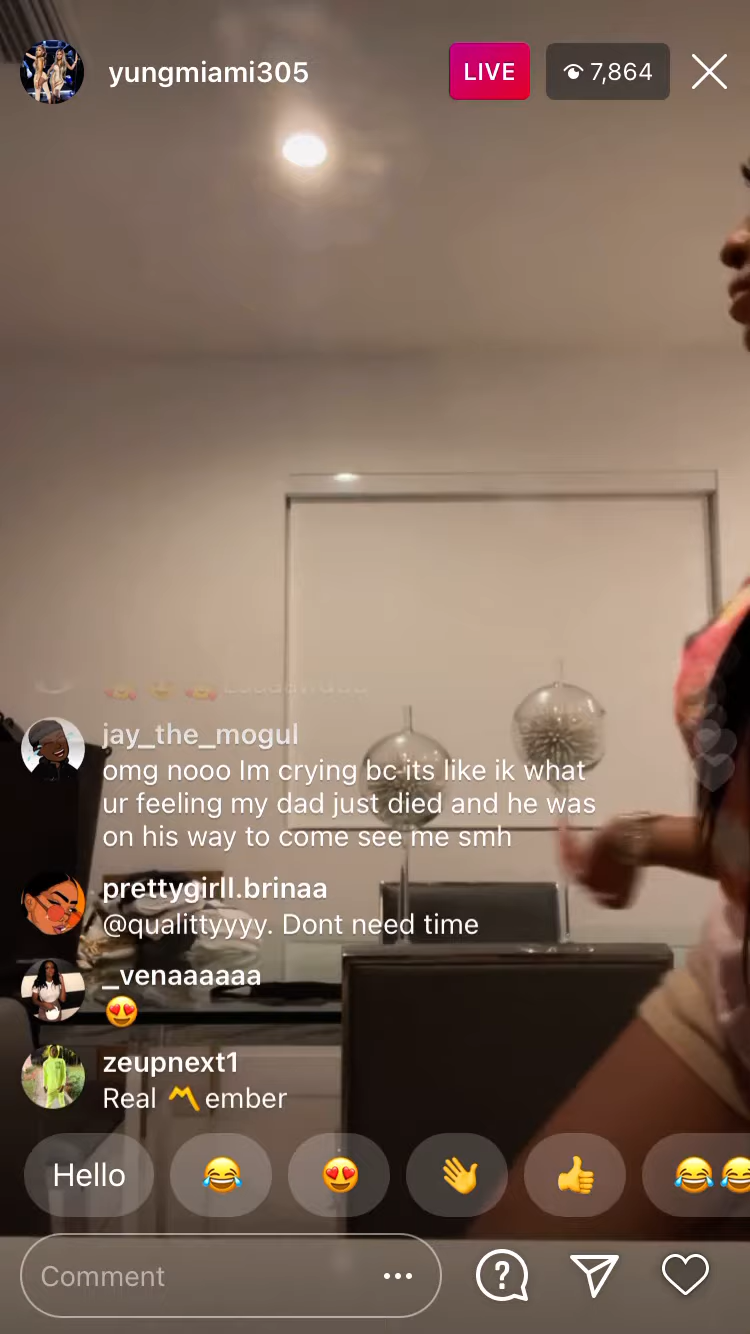 yungmiami305
LIVE
7,864
jay_the_mogul
omg nooo Im crying bc its like ik what
ur feeling my dad just died and he was
on his way to come see me smh
prettygirll.brinaa
@qualittyyyy. Dont need time
_venaaaaaa
😍
zeupnext1
Real 〽️ember
Hello
😂
😍
👋
👍
😂😂
Comment